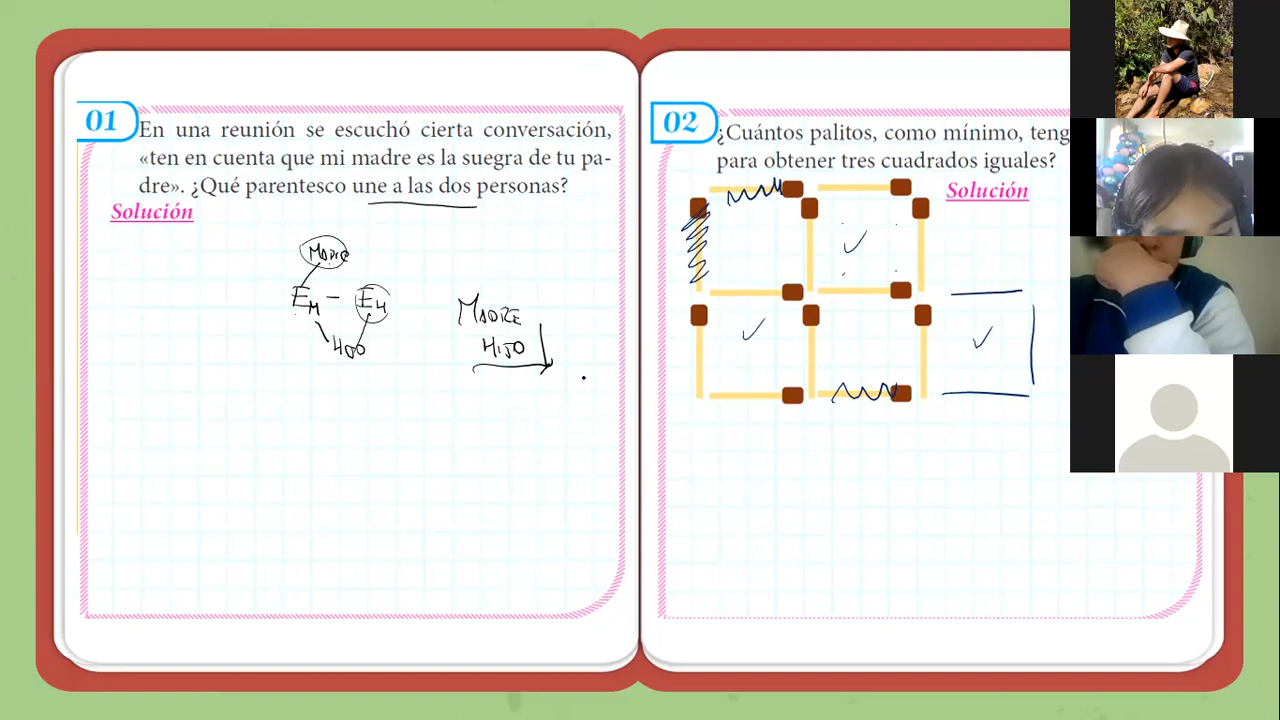 01
En una reunión se escuchó cierta conversación,
«ten en cuenta que mi madre es la suegra de tu pa-
dre». ¿Qué parentesco une a las dos personas?
Solución
MADRE
EM - EH
HIJO
MADRE
HIJO
02
¿Cuántos palitos, como mínimo, teng
para obtener tres cuadrados iguales?
Solución